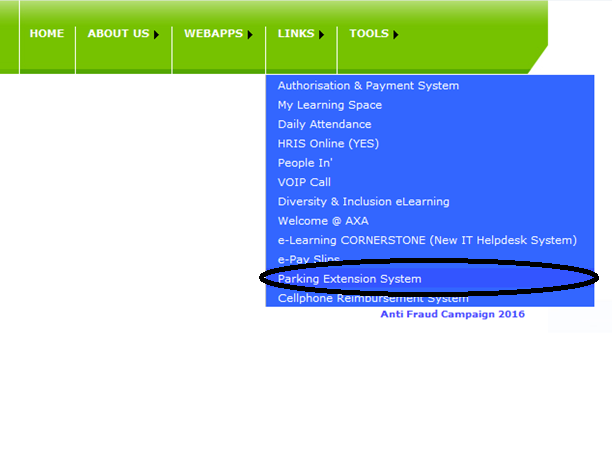 HOME ABOUT US WEBAPPS LINKS TOOLS
Authorisation & Payment System
My Learning Space
Daily Attendance
HRIS Online (YES)
People In'
VOIP Call
Diversity & Inclusion eLearning
Welcome @ AXA
e-Learning CORNERSTONE (New IT Helpdesk System)
e-Pay Slips
Parking Extension System
Cellphone Reimbursement System
Anti Fraud Campaign 2016